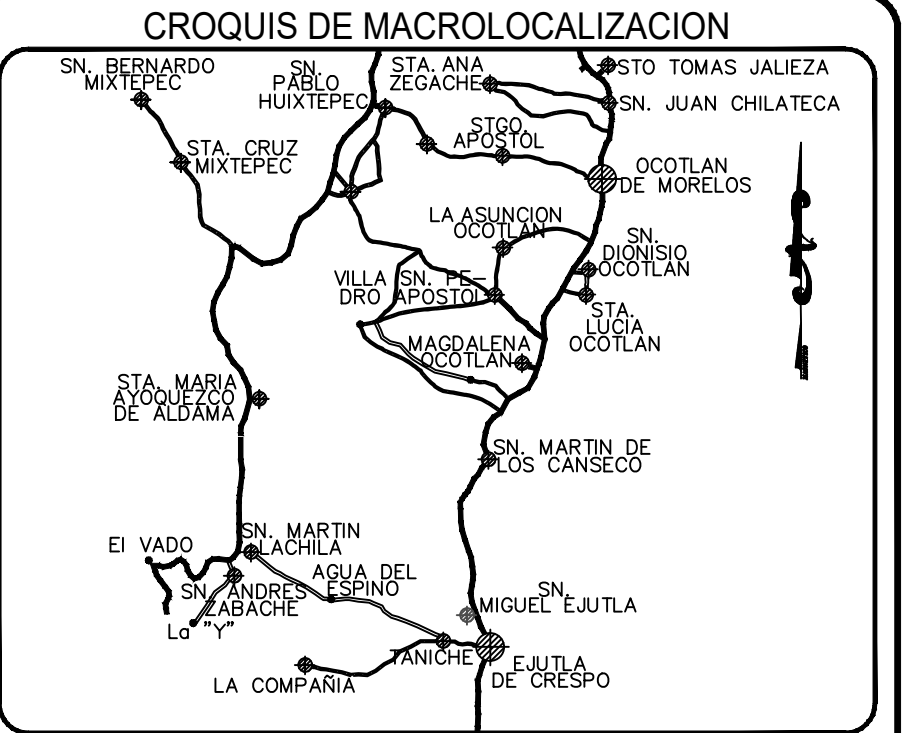 CROQUIS DE MACROLOCALIZACION
SN. BERNARDO
MIXTEPEC
SN.
PABLO
HUIXTEPEC
STA. ANA
ZEGACHE
STO TOMAS JALIEZA
SN. JUAN CHILATECA
STA. CRUZ
MIXTEPEC
STGO.
APOSTOL
OCOTLAN
DE MORELOS
LA ASUNCION
OCOTLAN
SN.
DIONISIO
OCOTLAN
VILLA SN. PE-
DRO APOSTOL
STA.
LUCIA
OCOTLAN
MAGDALENA
OCOTLAN
STA. MARIA
AYOQUEZCO
DE ALDAMA
SN. MARTIN DE
LOS CANSECO
El VADO
SN. MARTIN
LACHILA
AGUA DEL
ESPINO
SN. ANDRES
ZABACHE
La "Y"
SN.
MIGUEL EJUTLA
TANICHE
EJUTLA
DE CRESPO
LA COMPAÑIA